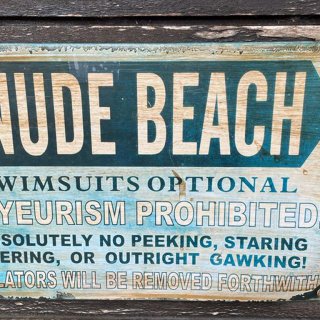 NUDE BEACH
WIMSUITS OPTIONAL
YEURISM PROHIBITED
SOLUTELY NO PEEKING, STARING
ERING, OR OUTRIGHT GAWKING!
LATORS WILL BE REMOVED FORTHWITH